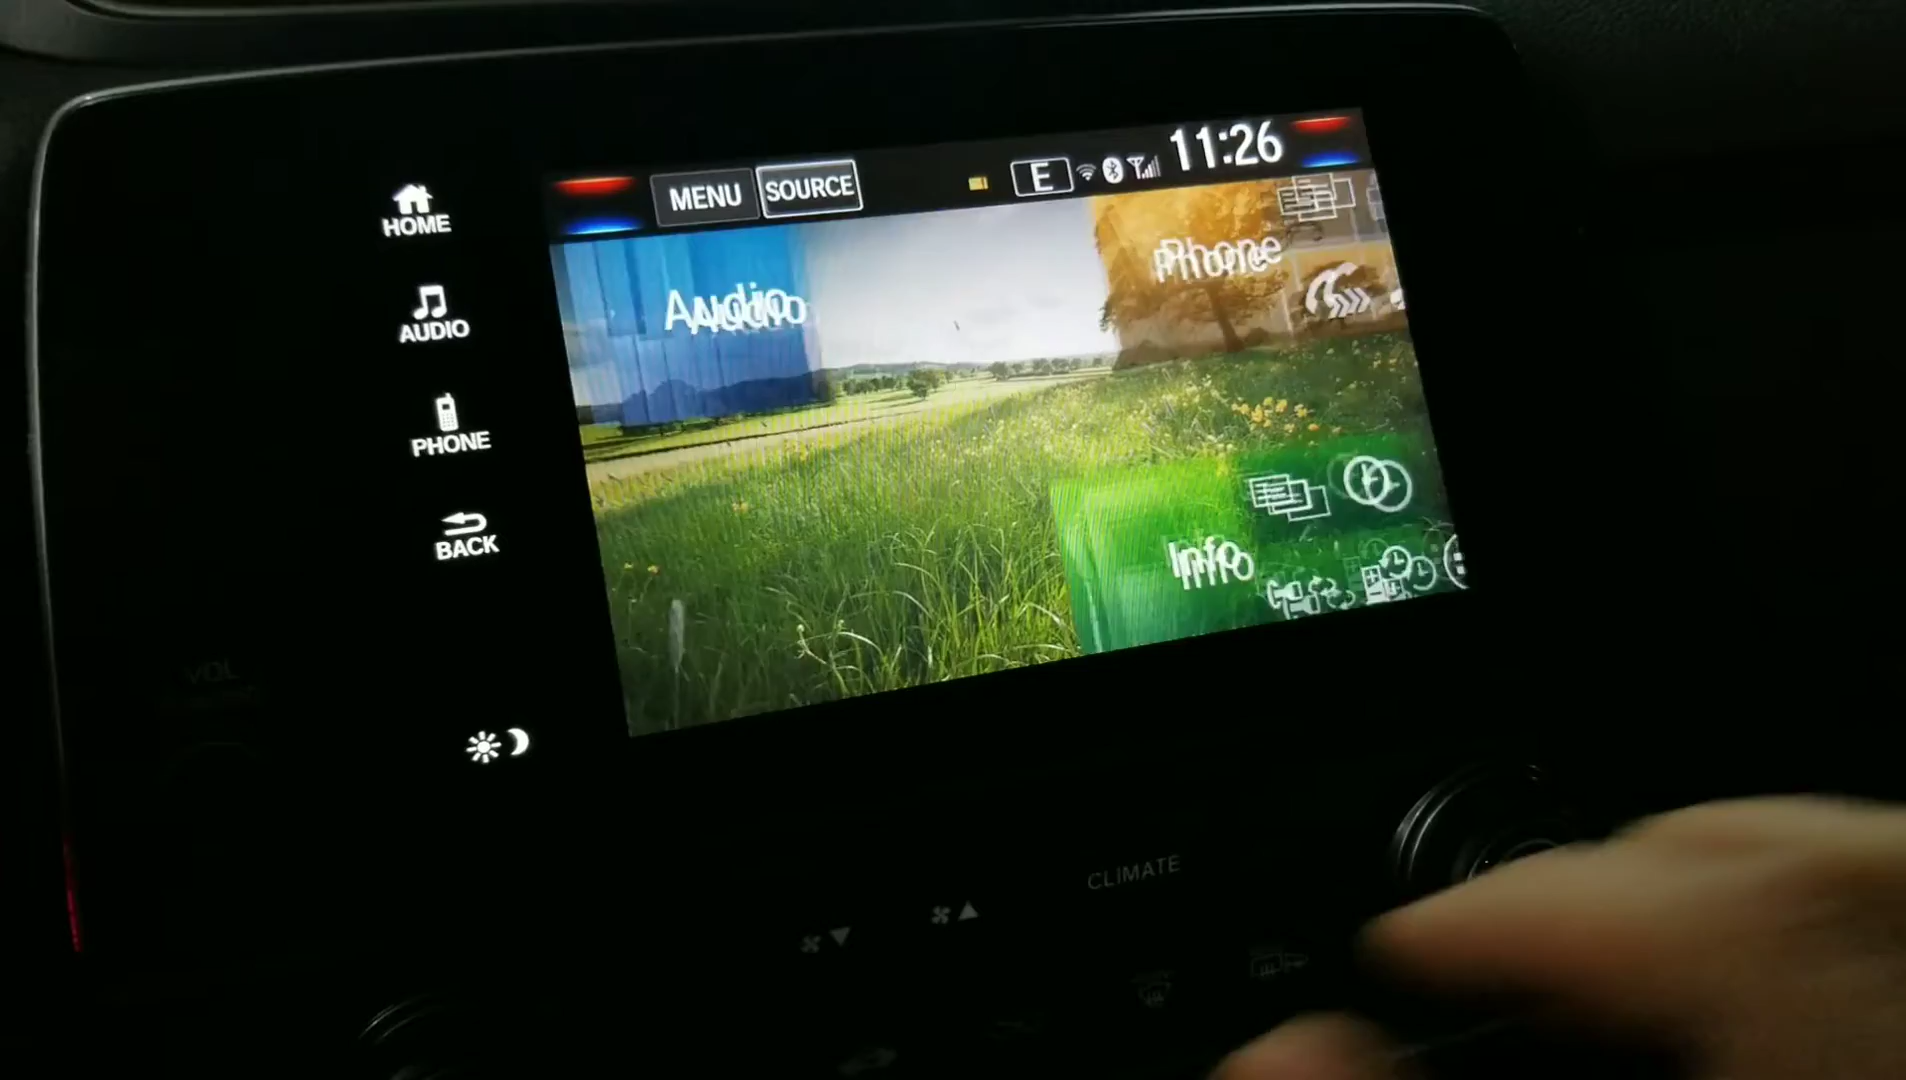 HOME
AUDIO
PHONE
BACK
MENU
SOURCE
E
11:26
Audio
Phone
Info
VOL
CLIMATE